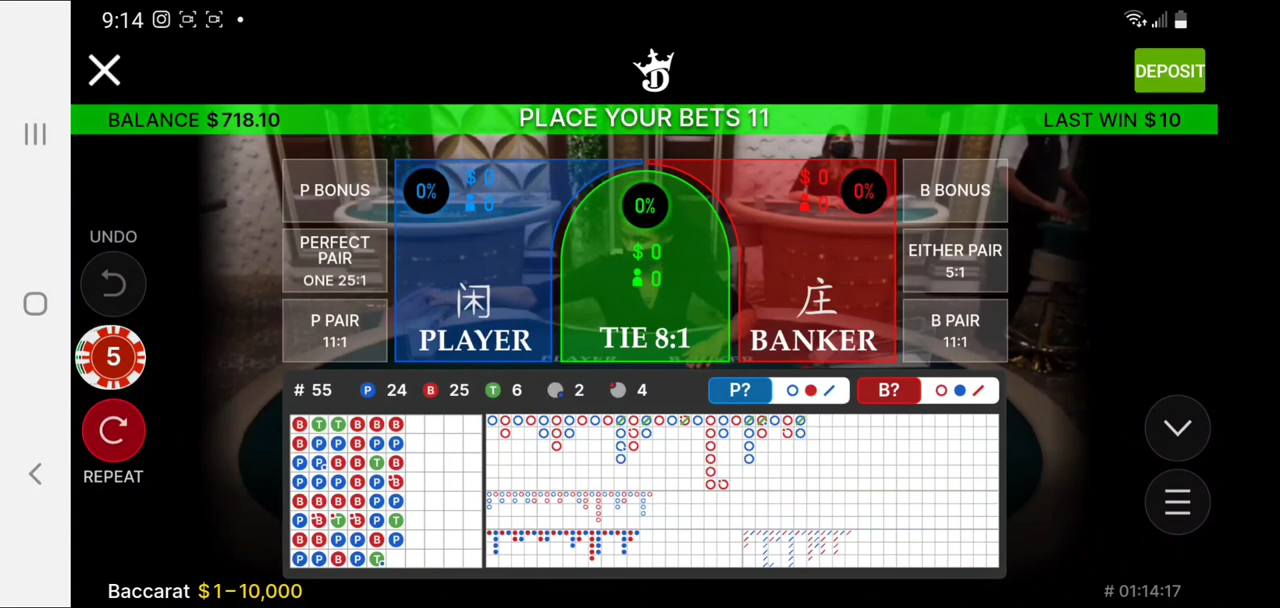 9:14
DEPOSIT
BALANCE $718.10
PLACE YOUR BETS 11
LAST WIN $10
P BONUS
0%
$ 0
0
0%
$ 0
0
$ 0
0
0%
B BONUS
UNDO
PERFECT
PAIR
ONE 25:1
EITHER PAIR
5:1
闲
PLAYER
TIE 8:1
庄
BANKER
P PAIR
11:1
B PAIR
11:1
5
REPEAT
# 55
P 24
B 25
T 6
2
4
P?
B?
B T T B B B
B P P B P P
P P B B T B
P P P B P B
B B B B P P
P B T B P T
B B P P B P
P P B P T
Baccarat $1–10,000
# 01:14:17